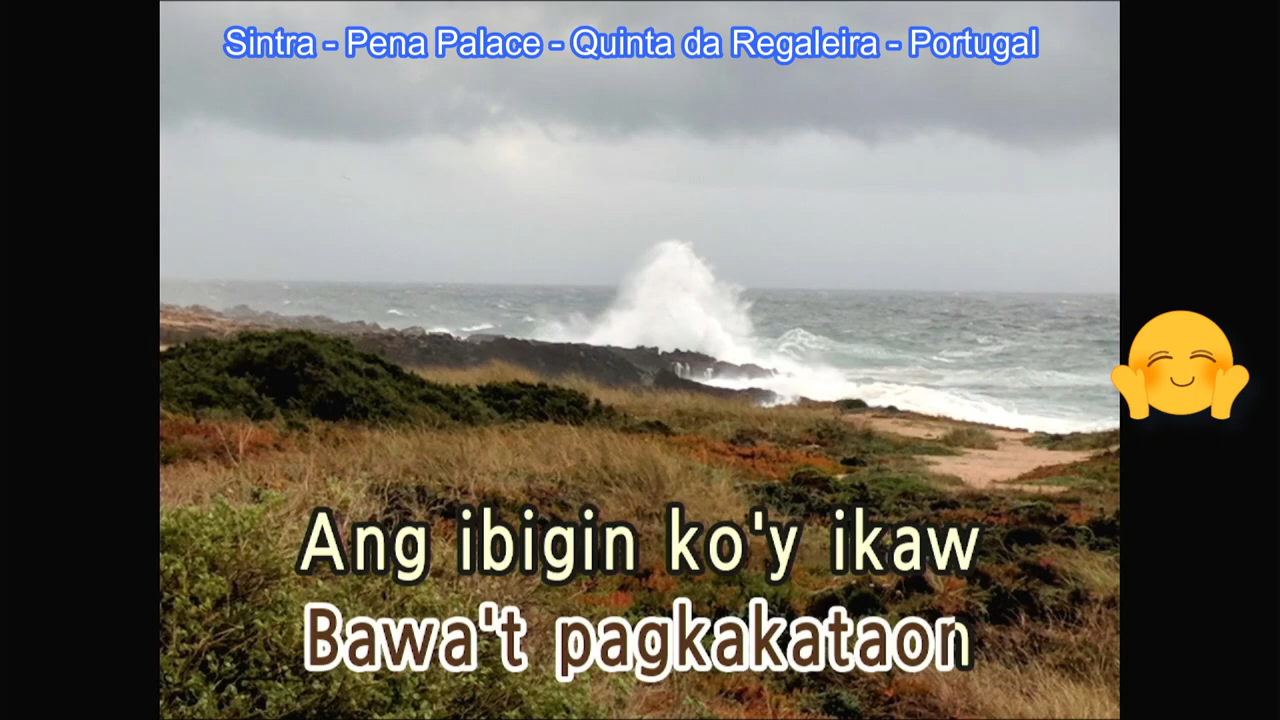 Sintra - Pena Palace - Quinta da Regaleira - Portugal
Ang ibigin ko'y ikaw
Bawa't pagkakataon